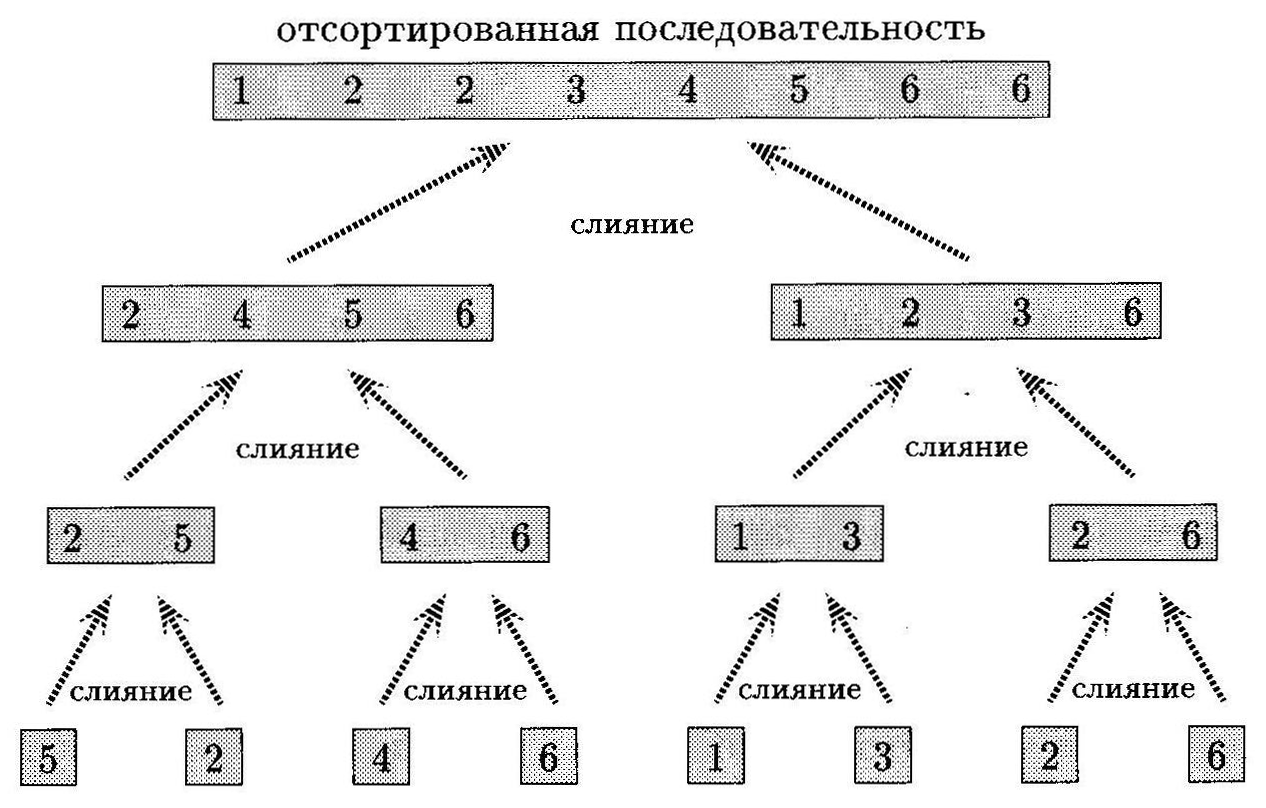 отсортированная последовательность
1 2 2 3 4 5 6 6
слияние
2 4 5 6
1 2 3 6
слияние
слияние
2 5
4 6
1 3
2 6
слияние
слияние
слияние
слияние
5
2
4
6
1
3
2
6